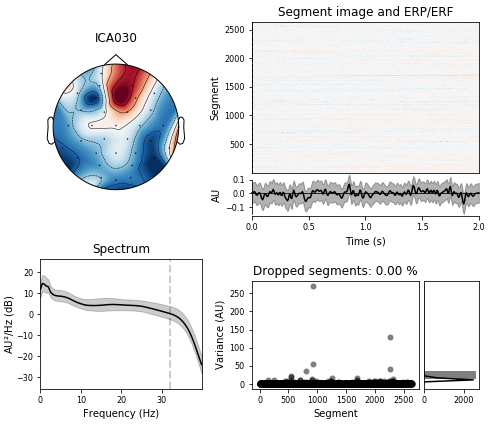 ICA030
Segment image and ERP/ERF
Segment
2500
2000
1500
1000
500
AU
0.1
0.0
−0.1
0.0 0.5 1.0 1.5 2.0
Time (s)
Spectrum
AU²/Hz (dB)
20
10
0
−10
−20
−30
0 10 20 30
Frequency (Hz)
Dropped segments: 0.00 %
Variance (AU)
250
200
150
100
50
0
0 500 1000 1500 2000 2500
Segment
0 2000